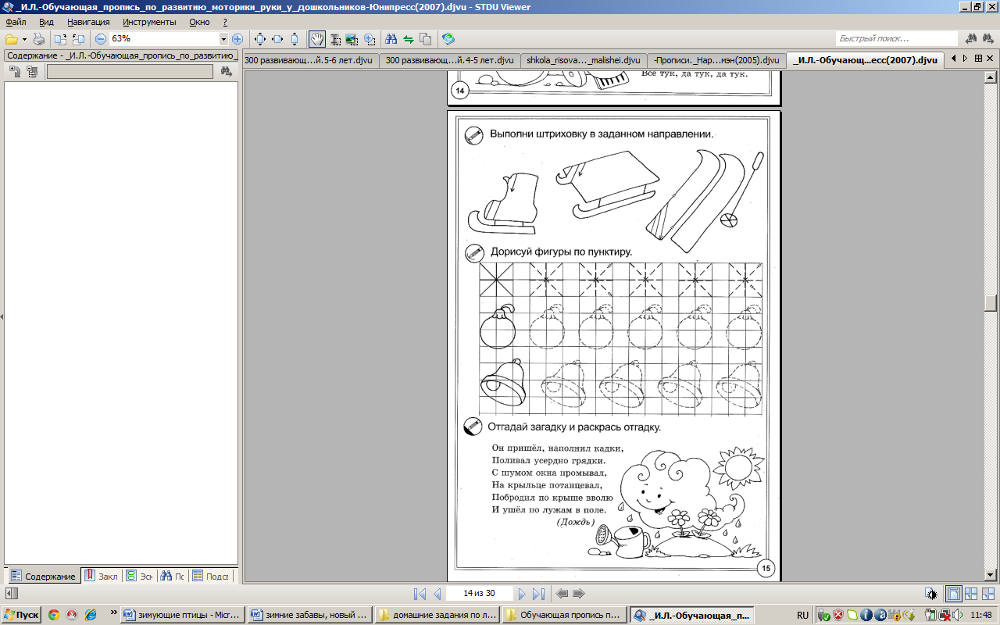 _И.Л.-Обучающая_пропись_по_развитию_моторики_руки_у_дошкольников-Юнипресс(2007).djvu - STDU Viewer
Файл Вид Навигация Инструменты Окно ?
63%
Быстрый поиск...
Содержание - _И.Л.-Обучающая_пропись_по_развитию_
300 развивающ...й.5-6 лет.djvu
300 развивающ...й.4-5 лет.djvu
shkola_risova..._malishei.djvu
-Прописи._Нар...мэн(2005).djvu
_И.Л.-Обучающ...есс(2007).djvu
Все тук, да тук, да тук.
14
Выполни штриховку в заданном направлении.
Дорисуй фигуры по пунктиру.
Отгадай загадку и раскрась отгадку.
Он пришёл, наполнил кадки,
Поливал усердно грядки.
С шумом окна промывал,
На крыльце потанцевал,
Побродил по крыше вволю
И ушёл по лужам в поле.
(Дождь)
15
Содержание
Закл
Эск
Пс
Подсв
14 из 30
Пуск
»
зимующие птицы - Micr...
зимние забавы, новый ...
домашние задания по л...
Обучающая пропись п...
_И.Л.-Обучающая_п...
RU
11:48